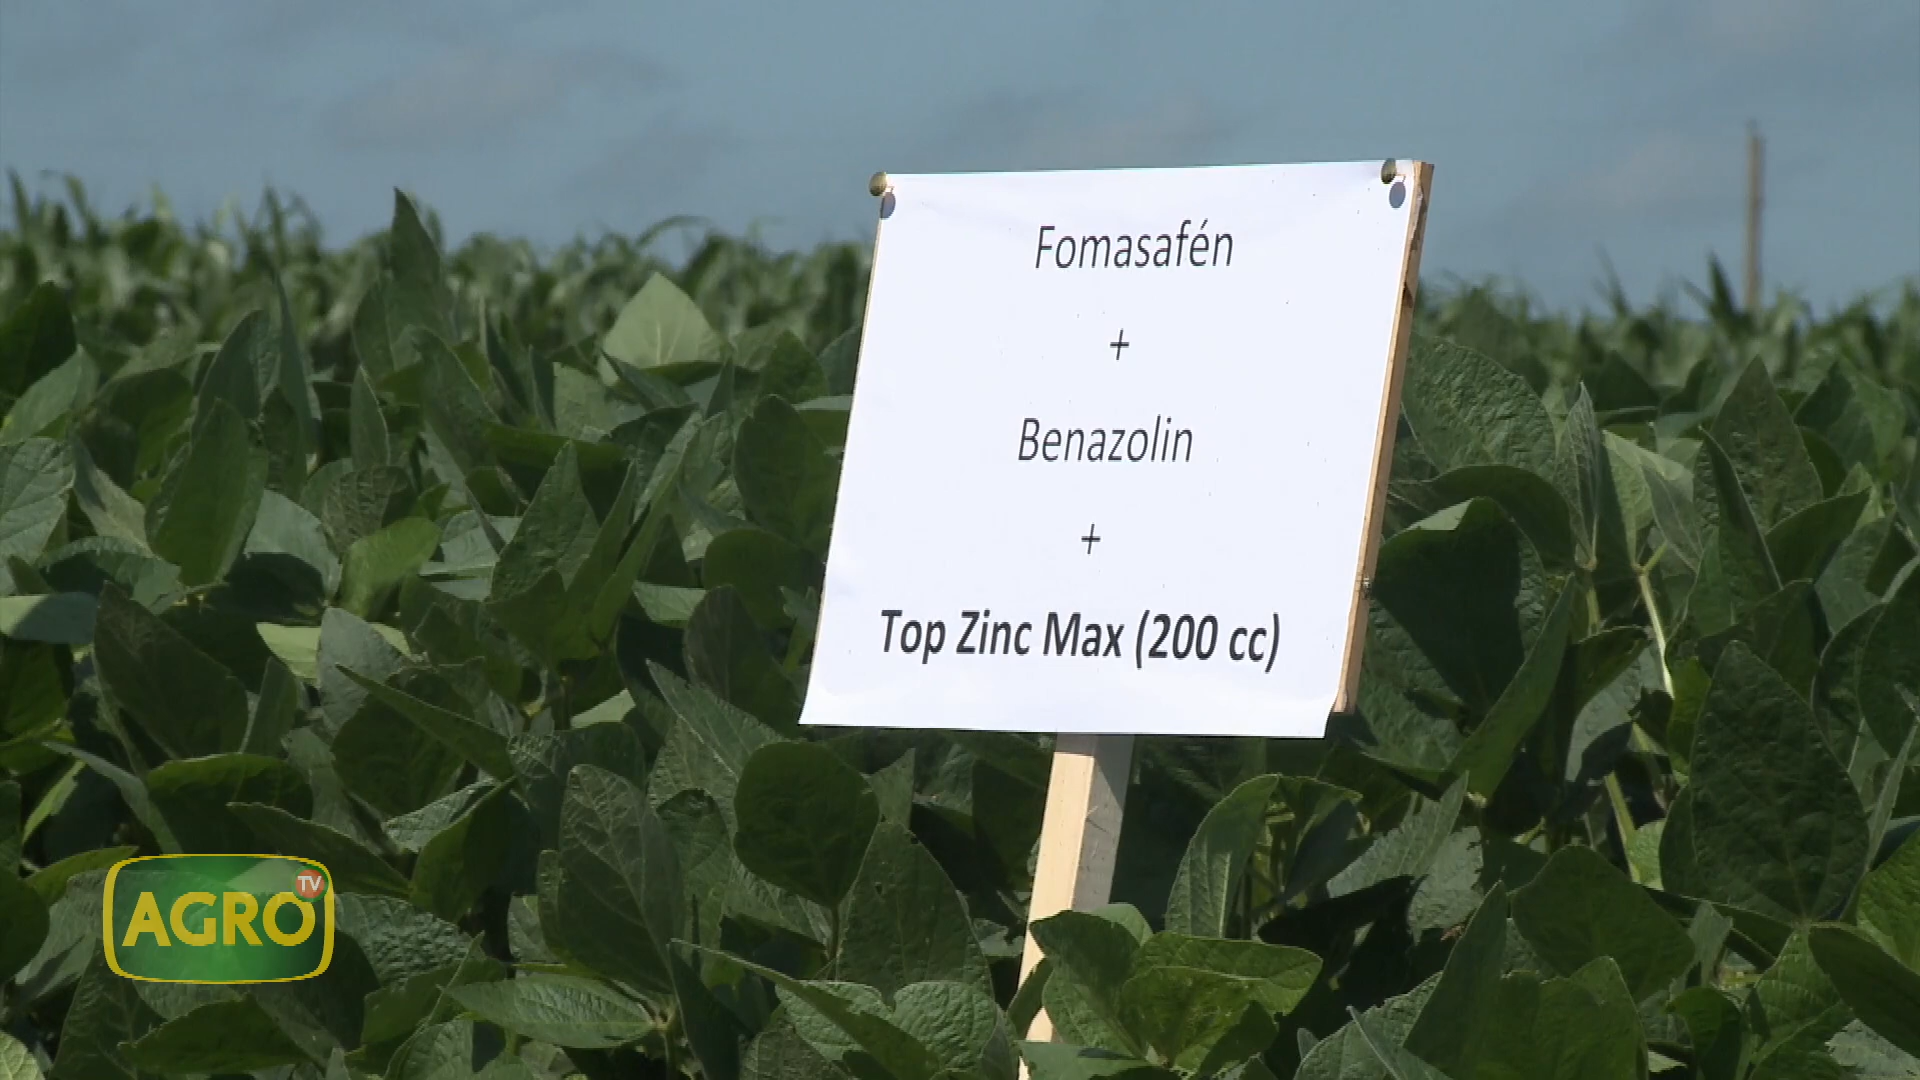 Fomasafén
+
Benazolin
+
Top Zinc Max (200 cc)
AGRO TV